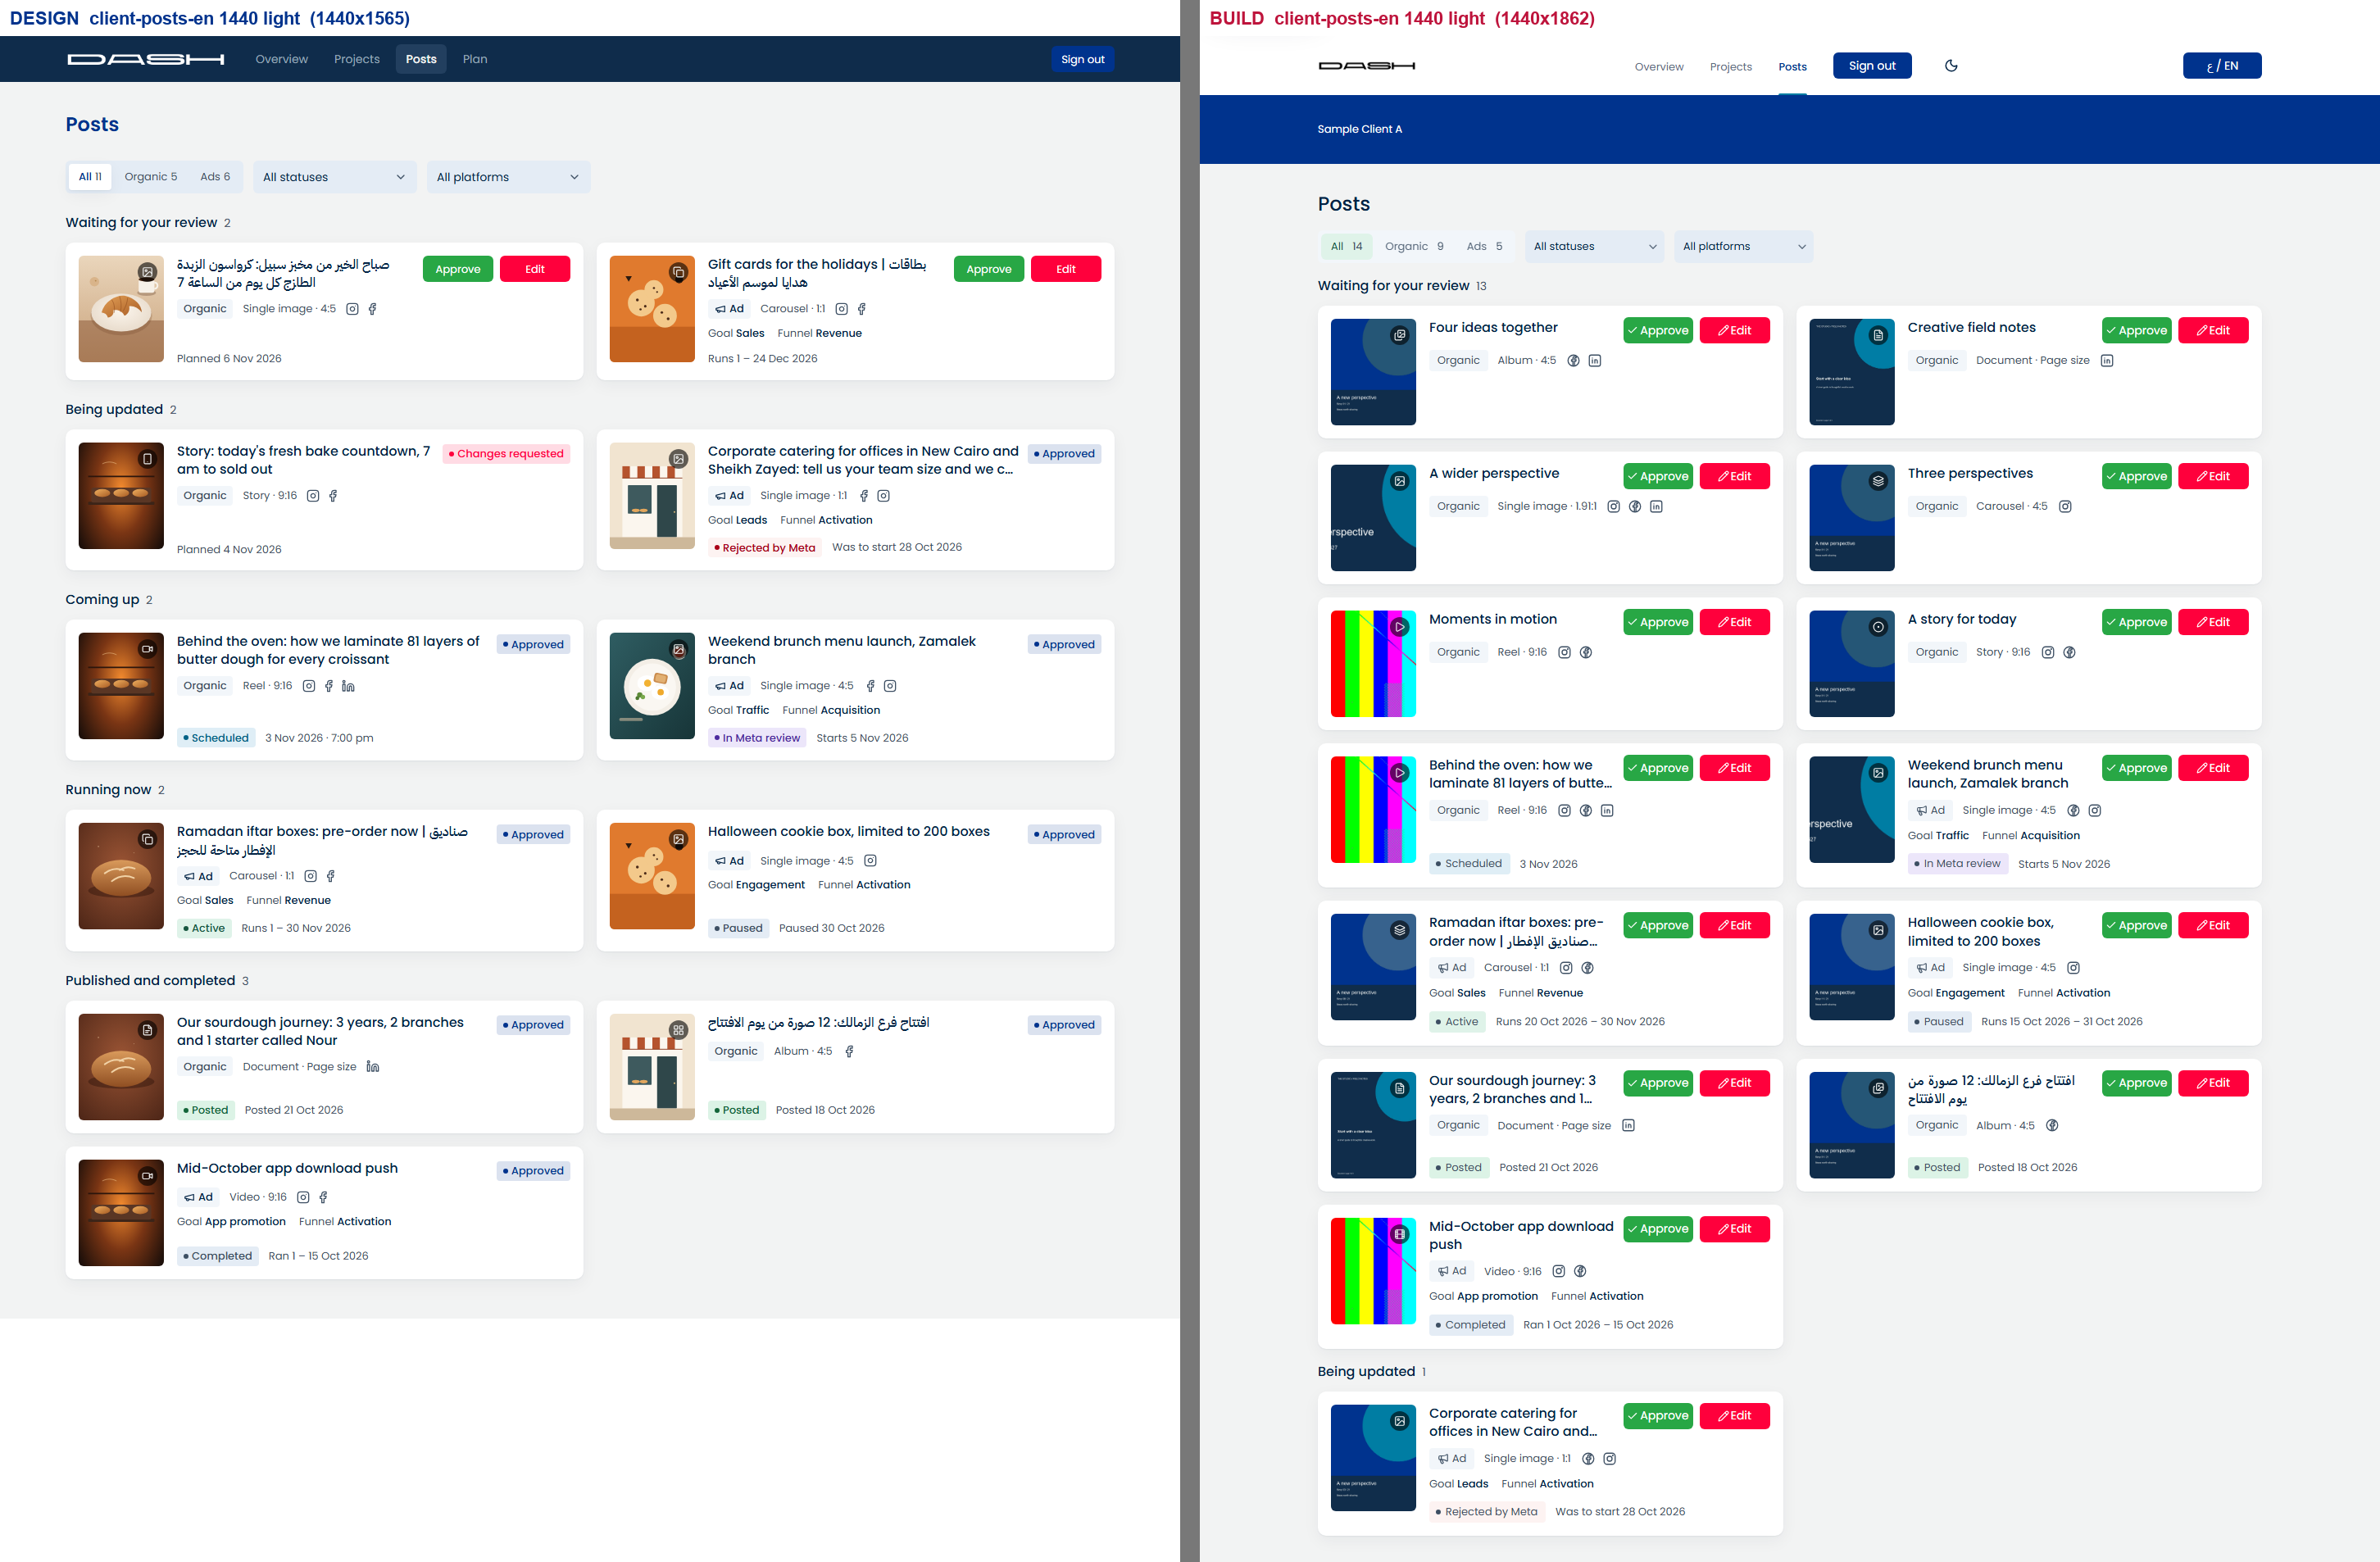 DESIGN client-posts-en 1440 light (1440x1565)
DASH
Overview
Projects
Posts
Plan
Sign out
Posts
All 11
Organic 5
Ads 6
All statuses
All platforms
Waiting for your review 2
صباح الخير من مخبز سبيل: كرواسون الزبدة
الطازج كل يوم من الساعة 7
Approve
Edit
Organic Single image · 4:5
Planned 6 Nov 2026
Gift cards for the holidays | بطاقات
هدايا لموسم الأعياد
Approve
Edit
Ad Carousel · 1:1
Goal Sales Funnel Revenue
Runs 1 – 24 Dec 2026
Being updated 2
Story: today's fresh bake countdown, 7
am to sold out
Changes requested
Organic Story · 9:16
Planned 4 Nov 2026
Corporate catering for offices in New Cairo and
Sheikh Zayed: tell us your team size and we c...
Approved
Ad Single image · 1:1
Goal Leads Funnel Activation
Rejected by Meta Was to start 28 Oct 2026
Coming up 2
Behind the oven: how we laminate 81 layers of
butter dough for every croissant
Approved
Organic Reel · 9:16
Scheduled 3 Nov 2026 · 7:00 pm
Weekend brunch menu launch, Zamalek
branch
Approved
Ad Single image · 4:5
Goal Traffic Funnel Acquisition
In Meta review Starts 5 Nov 2026
Running now 2
Ramadan iftar boxes: pre-order now | صناديق
الإفطار متاحة للحجز
Approved
Ad Carousel · 1:1
Goal Sales Funnel Revenue
Active Runs 1 – 30 Nov 2026
Halloween cookie box, limited to 200 boxes
Approved
Ad Single image · 4:5
Goal Engagement Funnel Activation
Paused Paused 30 Oct 2026
Published and completed 3
Our sourdough journey: 3 years, 2 branches
and 1 starter called Nour
Approved
Organic Document · Page size
Posted Posted 21 Oct 2026
افتتاح فرع الزمالك: 12 صورة من يوم الافتتاح
Approved
Organic Album · 4:5
Posted Posted 18 Oct 2026
Mid-October app download push
Approved
Ad Video · 9:16
Goal App promotion Funnel Activation
Completed Ran 1 – 15 Oct 2026
BUILD client-posts-en 1440 light (1440x1862)
DASH
Overview
Projects
Posts
Sign out
ع / EN
Sample Client A
Posts
All 14
Organic 9
Ads 5
All statuses
All platforms
Waiting for your review 13
Four ideas together
Approve
Edit
Organic Album · 4:5
A new perspective
Creative field notes
Approve
Edit
Organic Document · Page size
Start with a clear idea
A wider perspective
Approve
Edit
Organic Single image · 1.91:1
rspective
27
Three perspectives
Approve
Edit
Organic Carousel · 4:5
A new perspective
Moments in motion
Approve
Edit
Organic Reel · 9:16
A story for today
Approve
Edit
Organic Story · 9:16
A new perspective
Behind the oven: how we
laminate 81 layers of butte...
Approve
Edit
Organic Reel · 9:16
Scheduled 3 Nov 2026
Weekend brunch menu
launch, Zamalek branch
Approve
Edit
Ad Single image · 4:5
rspective
27
Goal Traffic Funnel Acquisition
In Meta review Starts 5 Nov 2026
Ramadan iftar boxes: pre-
order now | صناديق الإفطار...
Approve
Edit
Ad Carousel · 1:1
A new perspective
Goal Sales Funnel Revenue
Active Runs 20 Oct 2026 – 30 Nov 2026
Halloween cookie box,
limited to 200 boxes
Approve
Edit
Ad Single image · 4:5
A new perspective
Goal Engagement Funnel Activation
Paused Runs 15 Oct 2026 – 31 Oct 2026
Our sourdough journey: 3
years, 2 branches and 1...
Approve
Edit
Organic Document · Page size
Start with a clear idea
Posted Posted 21 Oct 2026
افتتاح فرع الزمالك: 12 صورة من
يوم الافتتاح
Approve
Edit
Organic Album · 4:5
A new perspective
Posted Posted 18 Oct 2026
Mid-October app download
push
Approve
Edit
Ad Video · 9:16
Goal App promotion Funnel Activation
Completed Ran 1 Oct 2026 – 15 Oct 2026
Being updated 1
Corporate catering for
offices in New Cairo and...
Approve
Edit
Ad Single image · 1:1
A new perspective
Goal Leads Funnel Activation
Rejected by Meta Was to start 28 Oct 2026